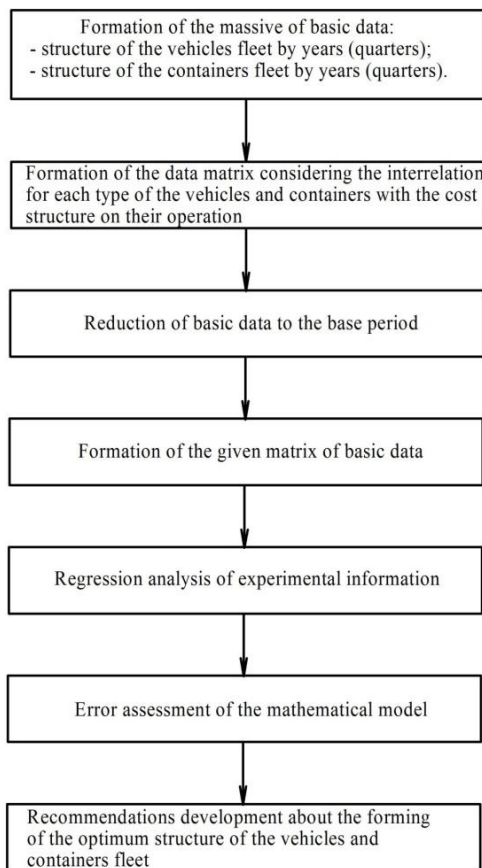 Formation of the massive of basic data:
- structure of the vehicles fleet by years (quarters);
- structure of the containers fleet by years (quarters).
Formation of the data matrix considering the interrelation
for each type of the vehicles and containers with the cost
structure on their operation
Reduction of basic data to the base period
Formation of the given matrix of basic data
Regression analysis of experimental information
Error assessment of the mathematical model
Recommendations development about the forming
of the optimum structure of the vehicles and
containers fleet